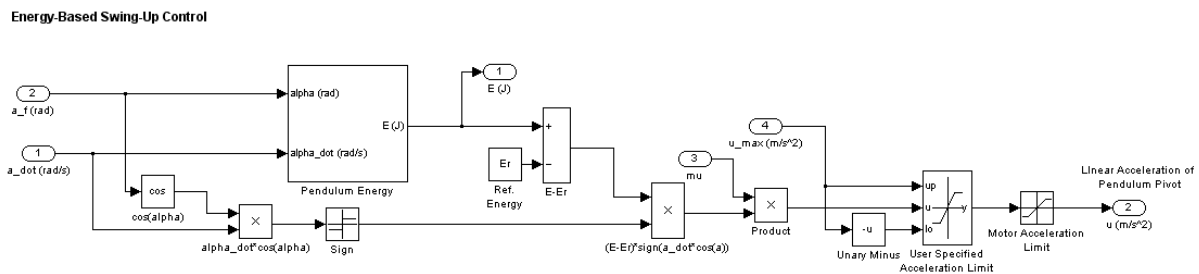 Energy-Based Swing-Up Control
2
a_f (rad)
1
a_dot (rad/s)
cos
cos(alpha)
alpha (rad)
alpha_dot (rad/s)
E (J)
Pendulum Energy
×
alpha_dot*cos(alpha)
Sign
1
E (J)
Er
Ref.
Energy
+
−
E-Er
×
(E-Er)*sign(a_dot*cos(a))
3
mu
×
Product
4
u_max (m/s^2)
-u
Unary Minus
up
u
lo
y
User Specified
Acceleration Limit
Motor Acceleration
Limit
LInear Acceleration of
Pendulum Pivot
2
u (m/s^2)